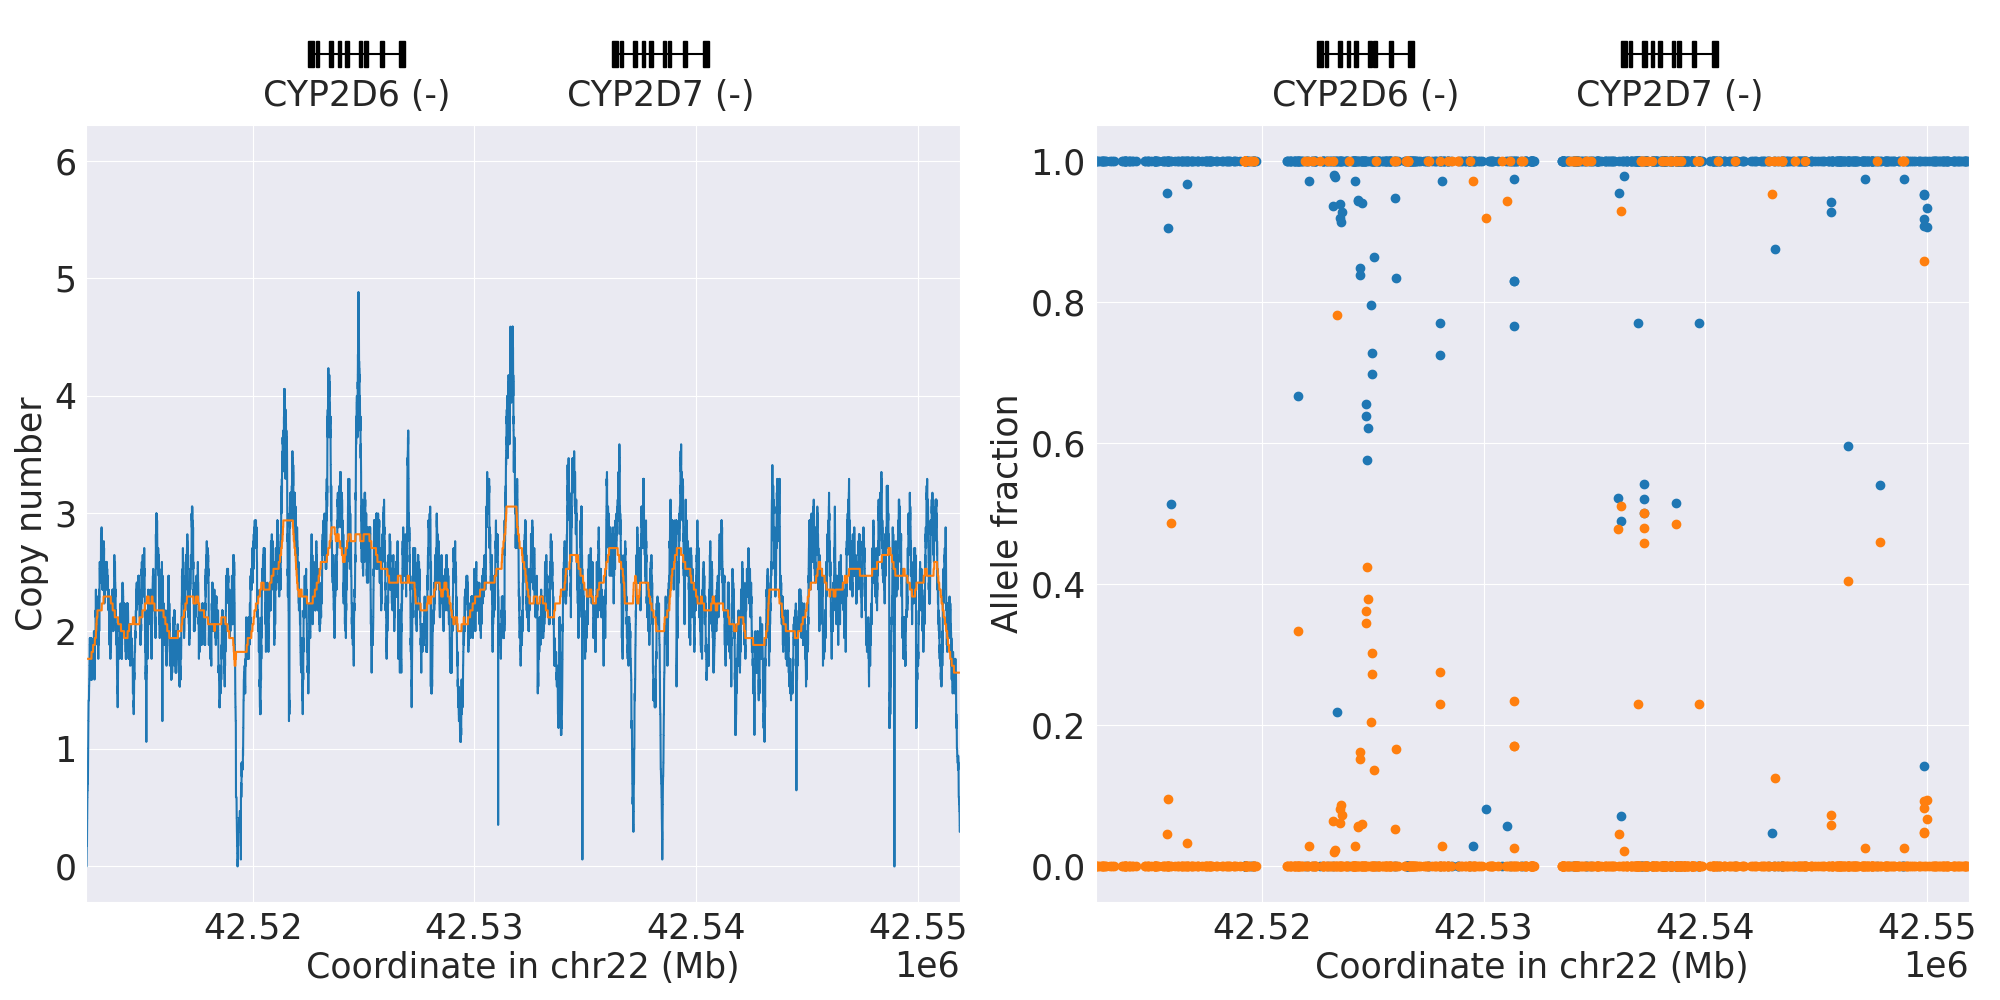 CYP2D6 (-) CYP2D7 (-)
CYP2D6 (-) CYP2D7 (-)
Copy number
6
5
4
3
2
1
0
42.52 42.53 42.54 42.55
Coordinate in chr22 (Mb) 1e6
Allele fraction
1.0
0.8
0.6
0.4
0.2
0.0
42.52 42.53 42.54 42.55
Coordinate in chr22 (Mb) 1e6